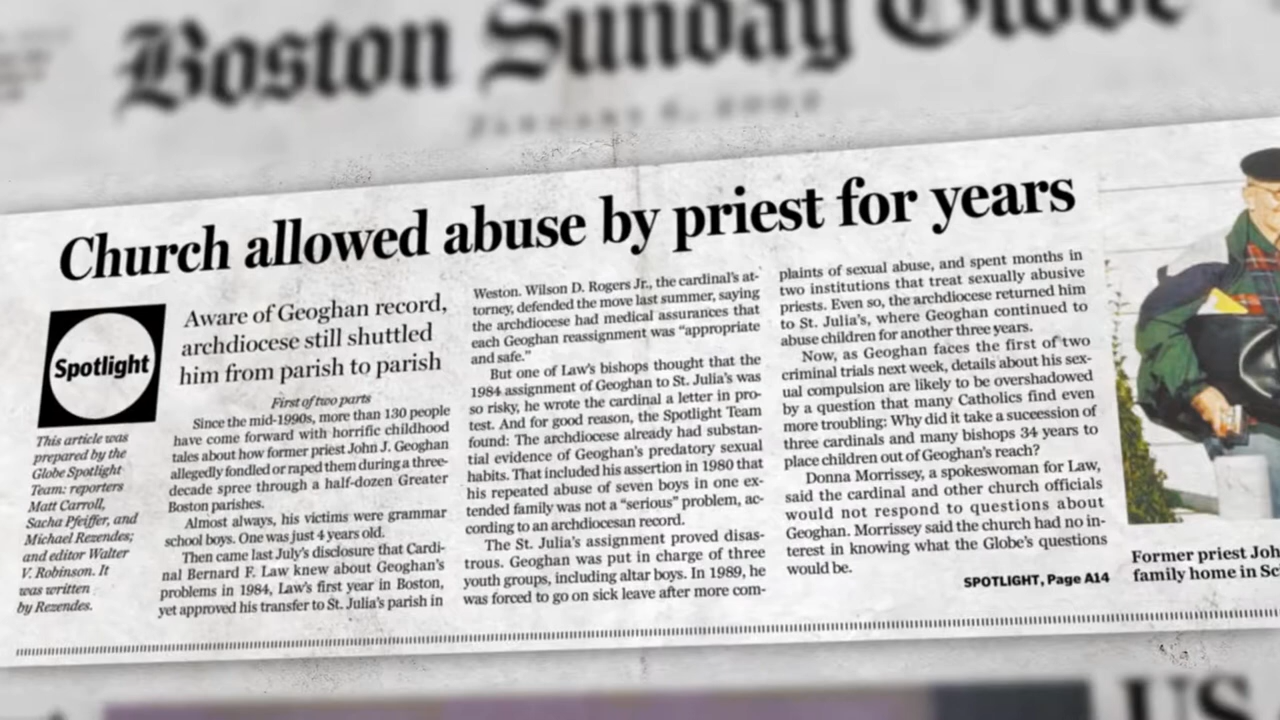 Boston Sunday Globe
JANUARY 6, 2002
Church allowed abuse by priest for years
Spotlight
This article was
prepared by the
Globe Spotlight
Team: reporters
Matt Carroll,
Sacha Pfeiffer, and
Michael Rezendes;
and editor Walter
V. Robinson. It
was written
by Rezendes.
Aware of Geoghan record,
archdiocese still shuttled
him from parish to parish
First of two parts
Since the mid-1990s, more than 130 people
have come forward with horrific childhood
tales about how former priest John J. Geoghan
allegedly fondled or raped them during a three-
decade spree through a half-dozen Greater
Boston parishes.
Almost always, his victims were grammar
school boys. One was just 4 years old.
Then came last July's disclosure that Cardi-
nal Bernard F. Law knew about Geoghan's
problems in 1984, Law's first year in Boston,
yet approved his transfer to St. Julia's parish in
Weston. Wilson D. Rogers Jr., the cardinal's at-
torney, defended the move last summer, saying
the archdiocese had medical assurances that
each Geoghan reassignment was "appropriate
and safe."
But one of Law's bishops thought that the
1984 assignment of Geoghan to St. Julia's was
so risky, he wrote the cardinal a letter in pro-
test. And for good reason, the Spotlight Team
found: The archdiocese already had substan-
tial evidence of Geoghan's predatory sexual
habits. That included his assertion in 1980 that
his repeated abuse of seven boys in one ex-
tended family was not a "serious" problem, ac-
cording to an archdiocesan record.
The St. Julia's assignment proved disas-
trous. Geoghan was put in charge of three
youth groups, including altar boys. In 1989, he
was forced to go on sick leave after more com-
plaints of sexual abuse, and spent months in
two institutions that treat sexually abusive
priests. Even so, the archdiocese returned him
to St. Julia's, where Geoghan continued to
abuse children for another three years.
Now, as Geoghan faces the first of two
criminal trials next week, details about his sex-
ual compulsion are likely to be overshadowed
by a question that many Catholics find even
more troubling: Why did it take a succession of
three cardinals and many bishops 34 years to
place children out of Geoghan's reach?
Donna Morrissey, a spokeswoman for Law,
said the cardinal and other church officials
would not respond to questions about
Geoghan. Morrissey said the church had no in-
terest in knowing what the Globe's questions
would be.
SPOTLIGHT, Page A14
Former priest Joh
family home in Sc
US